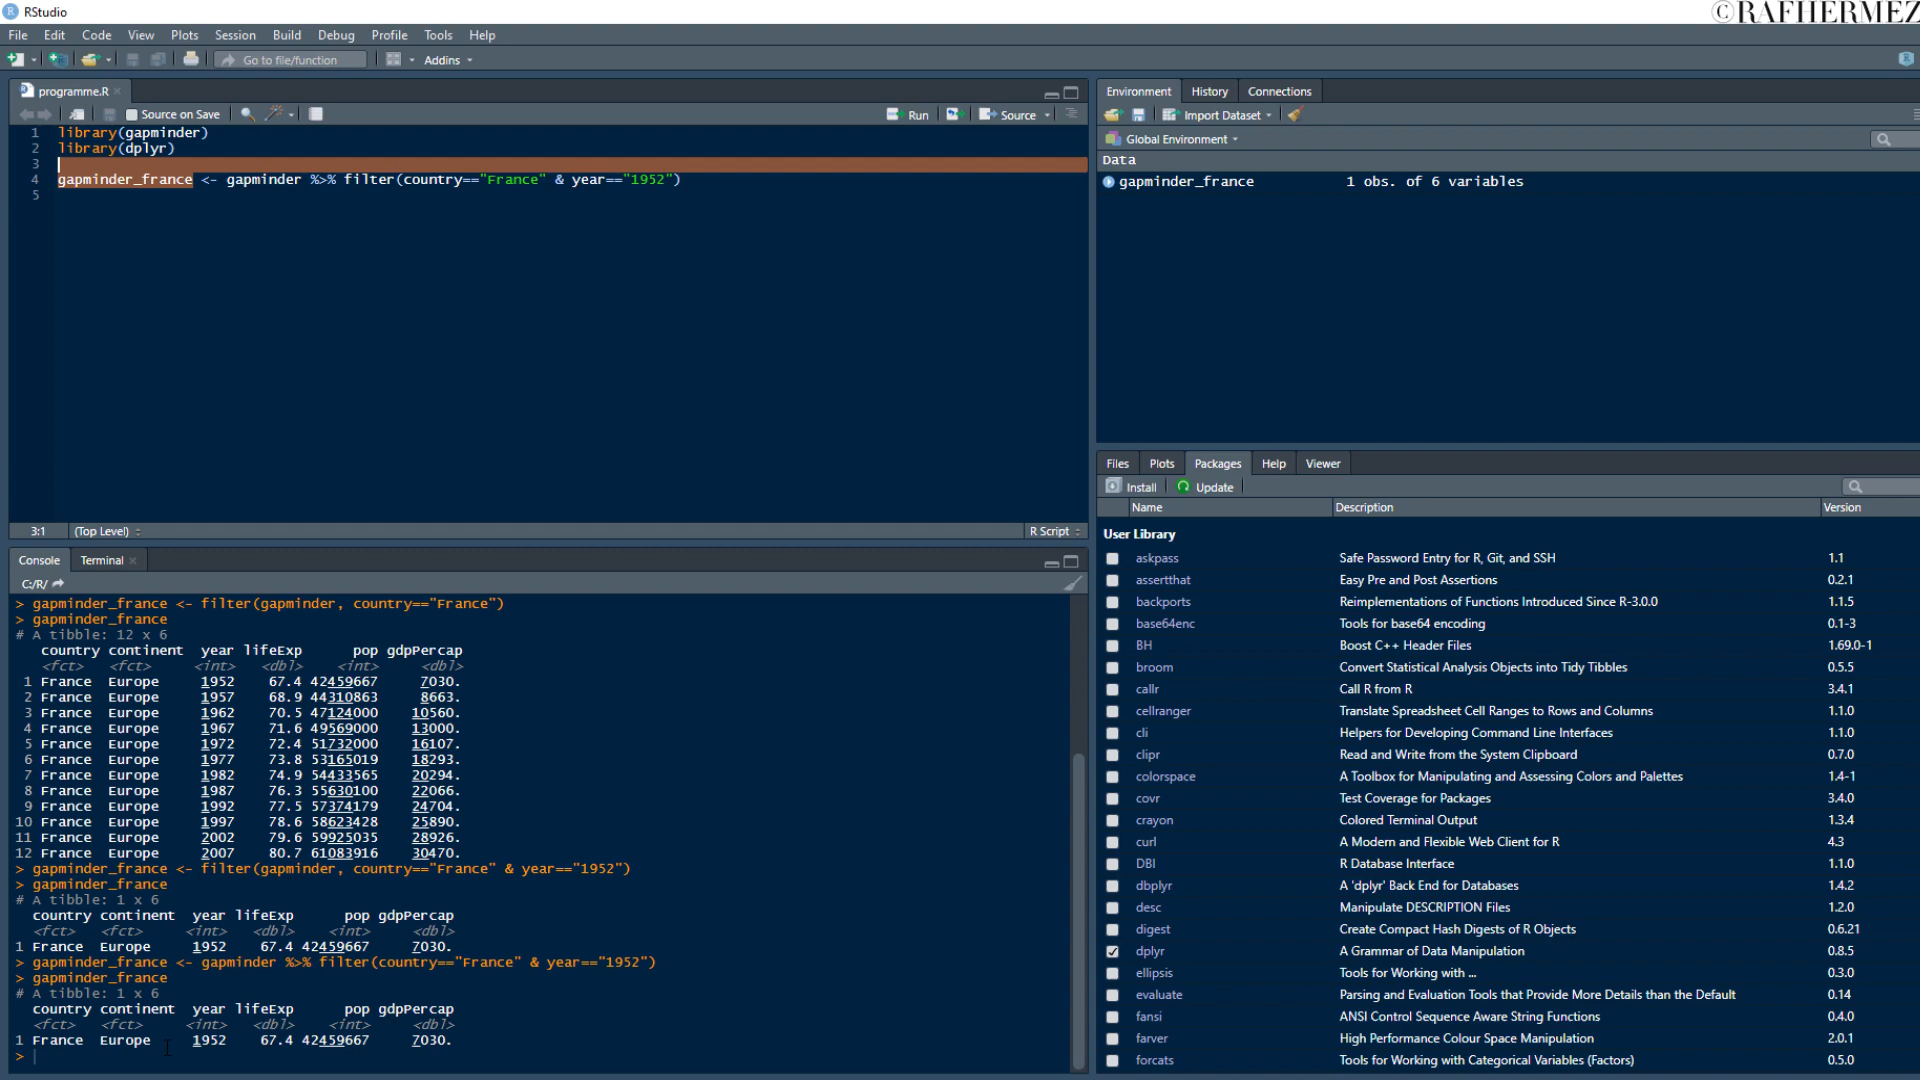 RStudio
©RAFHERMEZ
File Edit Code View Plots Session Build Debug Profile Tools Help
Go to file/function
Addins
programme.R
Source on Save
Run
Source
1 library(gapminder)
2 library(dplyr)
3
4 gapminder_france <- gapminder %>% filter(country=="France" & year=="1952")
5
3:1 (Top Level) R Script
Console Terminal
C:/R/
> gapminder_france <- filter(gapminder, country=="France")
> gapminder_france
# A tibble: 12 x 6
country continent year lifeExp pop gdpPercap
<fct> <fct> <int> <dbl> <int> <dbl>
1 France Europe 1952 67.4 42459667 7030.
2 France Europe 1957 68.9 44310863 8663.
3 France Europe 1962 70.5 47124000 10560.
4 France Europe 1967 71.6 49569000 13000.
5 France Europe 1972 72.4 51732000 16107.
6 France Europe 1977 73.8 53165019 18293.
7 France Europe 1982 74.9 54433565 20294.
8 France Europe 1987 76.3 55630100 22066.
9 France Europe 1992 77.5 57374179 24704.
10 France Europe 1997 78.6 58623428 25890.
11 France Europe 2002 79.6 59925035 28926.
12 France Europe 2007 80.7 61083916 30470.
> gapminder_france <- filter(gapminder, country=="France" & year=="1952")
> gapminder_france
# A tibble: 1 x 6
country continent year lifeExp pop gdpPercap
<fct> <fct> <int> <dbl> <int> <dbl>
1 France Europe 1952 67.4 42459667 7030.
> gapminder_france <- gapminder %>% filter(country=="France" & year=="1952")
> gapminder_france
# A tibble: 1 x 6
country continent year lifeExp pop gdpPercap
<fct> <fct> <int> <dbl> <int> <dbl>
1 France Europe 1952 67.4 42459667 7030.
>
Environment History Connections
Import Dataset
Global Environment
Data
gapminder_france 1 obs. of 6 variables
Files Plots Packages Help Viewer
Install Update
Name Description Version
User Library
askpass Safe Password Entry for R, Git, and SSH 1.1
assertthat Easy Pre and Post Assertions 0.2.1
backports Reimplementations of Functions Introduced Since R-3.0.0 1.1.5
base64enc Tools for base64 encoding 0.1-3
BH Boost C++ Header Files 1.69.0-1
broom Convert Statistical Analysis Objects into Tidy Tibbles 0.5.5
callr Call R from R 3.4.1
cellranger Translate Spreadsheet Cell Ranges to Rows and Columns 1.1.0
cli Helpers for Developing Command Line Interfaces 1.1.0
clipr Read and Write from the System Clipboard 0.7.0
colorspace A Toolbox for Manipulating and Assessing Colors and Palettes 1.4-1
covr Test Coverage for Packages 3.4.0
crayon Colored Terminal Output 1.3.4
curl A Modern and Flexible Web Client for R 4.3
DBI R Database Interface 1.1.0
dbplyr A 'dplyr' Back End for Databases 1.4.2
desc Manipulate DESCRIPTION Files 1.2.0
digest Create Compact Hash Digests of R Objects 0.6.21
dplyr A Grammar of Data Manipulation 0.8.5
ellipsis Tools for Working with ... 0.3.0
evaluate Parsing and Evaluation Tools that Provide More Details than the Default 0.14
fansi ANSI Control Sequence Aware String Functions 0.4.0
farver High Performance Colour Space Manipulation 2.0.1
forcats Tools for Working with Categorical Variables (Factors) 0.5.0